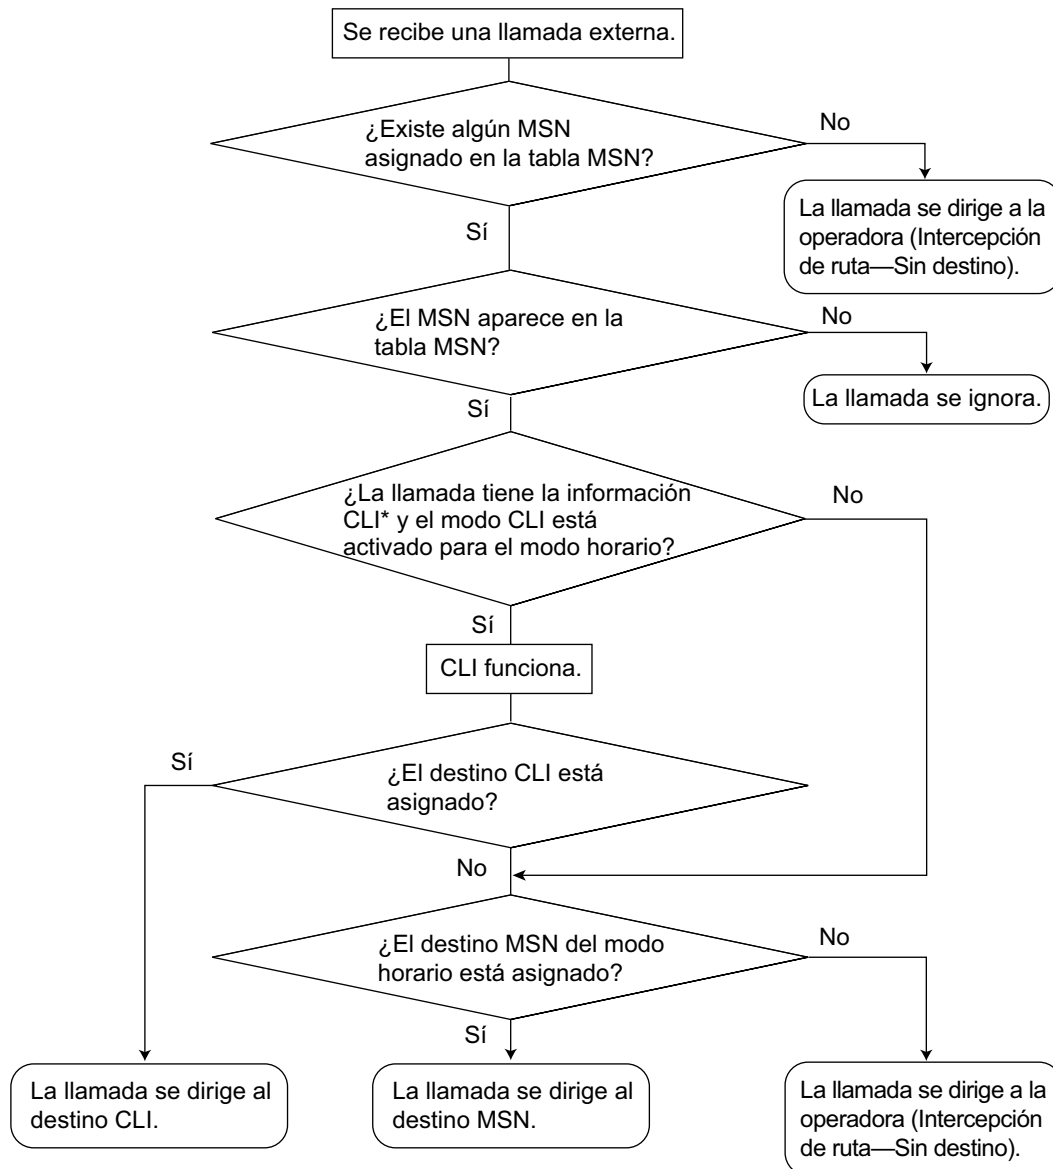 Se recibe una llamada externa.
¿Existe algún MSN
asignado en la tabla MSN?
No
La llamada se dirige a la
operadora (Intercepción
de ruta—Sin destino).
Sí
¿El MSN aparece en la
tabla MSN?
No
La llamada se ignora.
Sí
¿La llamada tiene la información
CLI* y el modo CLI está
activado para el modo horario?
No
Sí
CLI funciona.
Sí
¿El destino CLI está
asignado?
No
¿El destino MSN del modo
horario está asignado?
No
Sí
La llamada se dirige al
destino CLI.
La llamada se dirige al
destino MSN.
La llamada se dirige a la
operadora (Intercepción
de ruta—Sin destino).